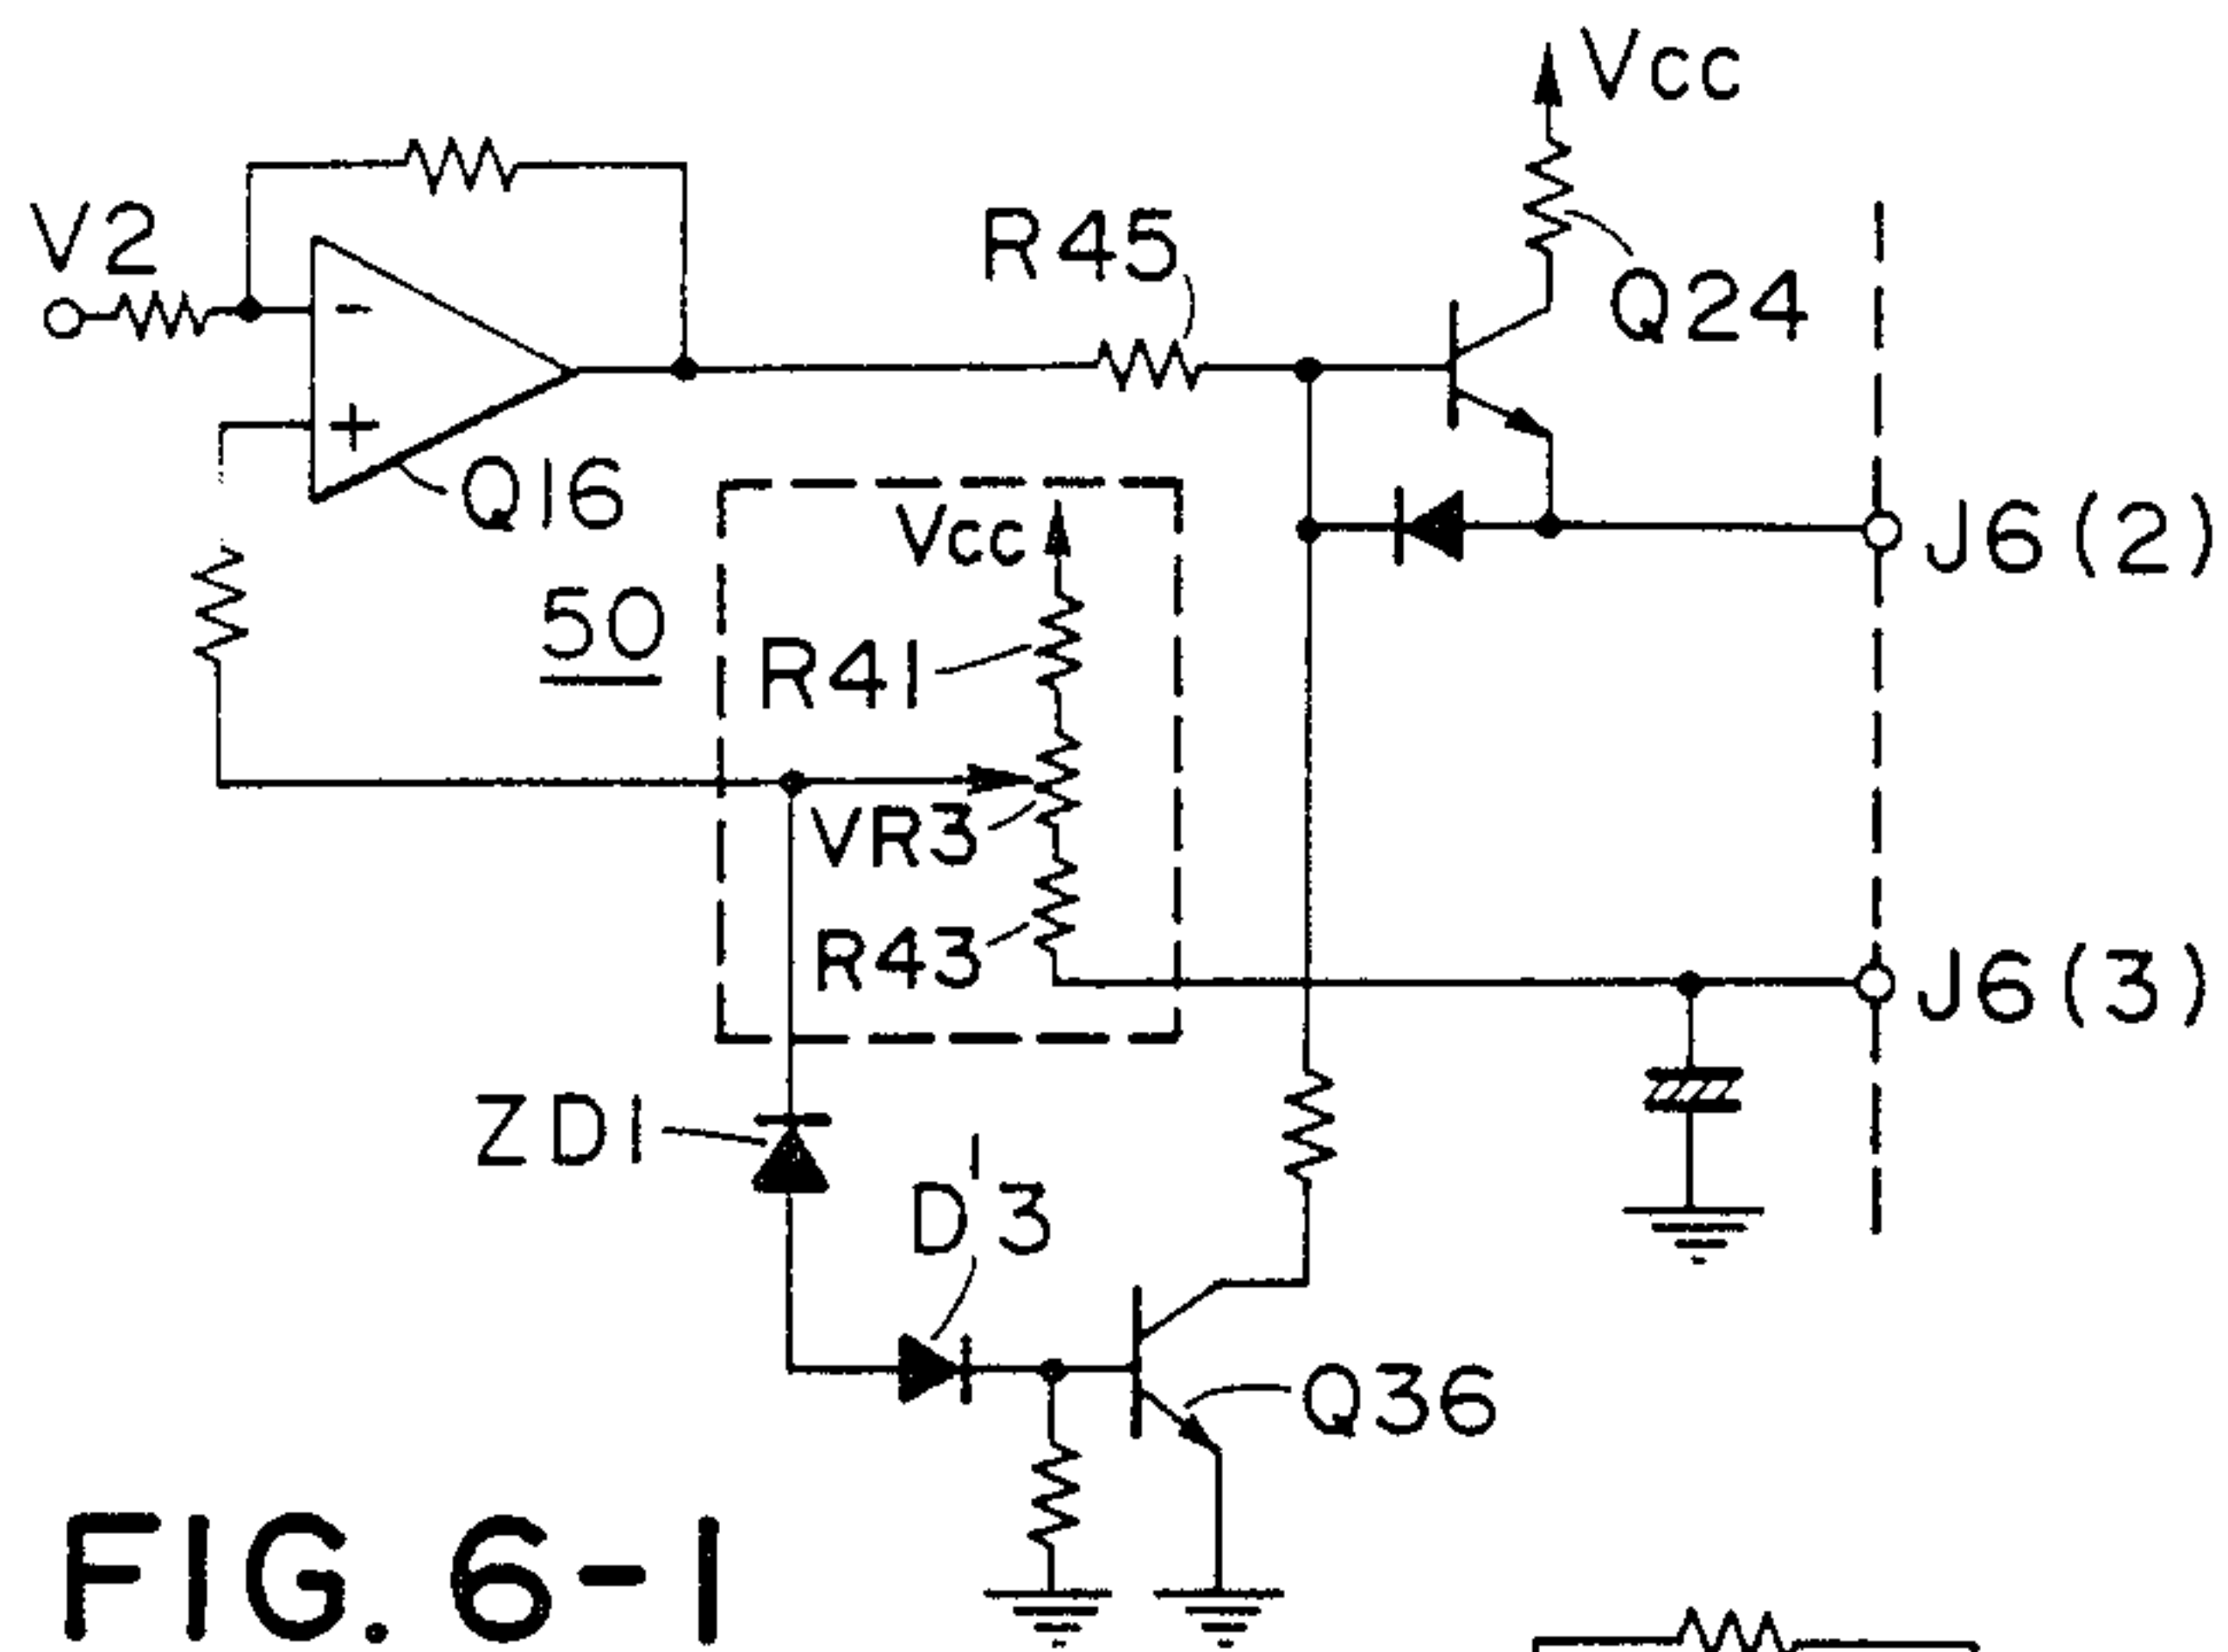 Vcc
V2
R45
Q24
-
+
Q16
Vcc
J6(2)
50
R41
VR3
R43
J6(3)
ZD1
D'3
Q36
FIG. 6-1